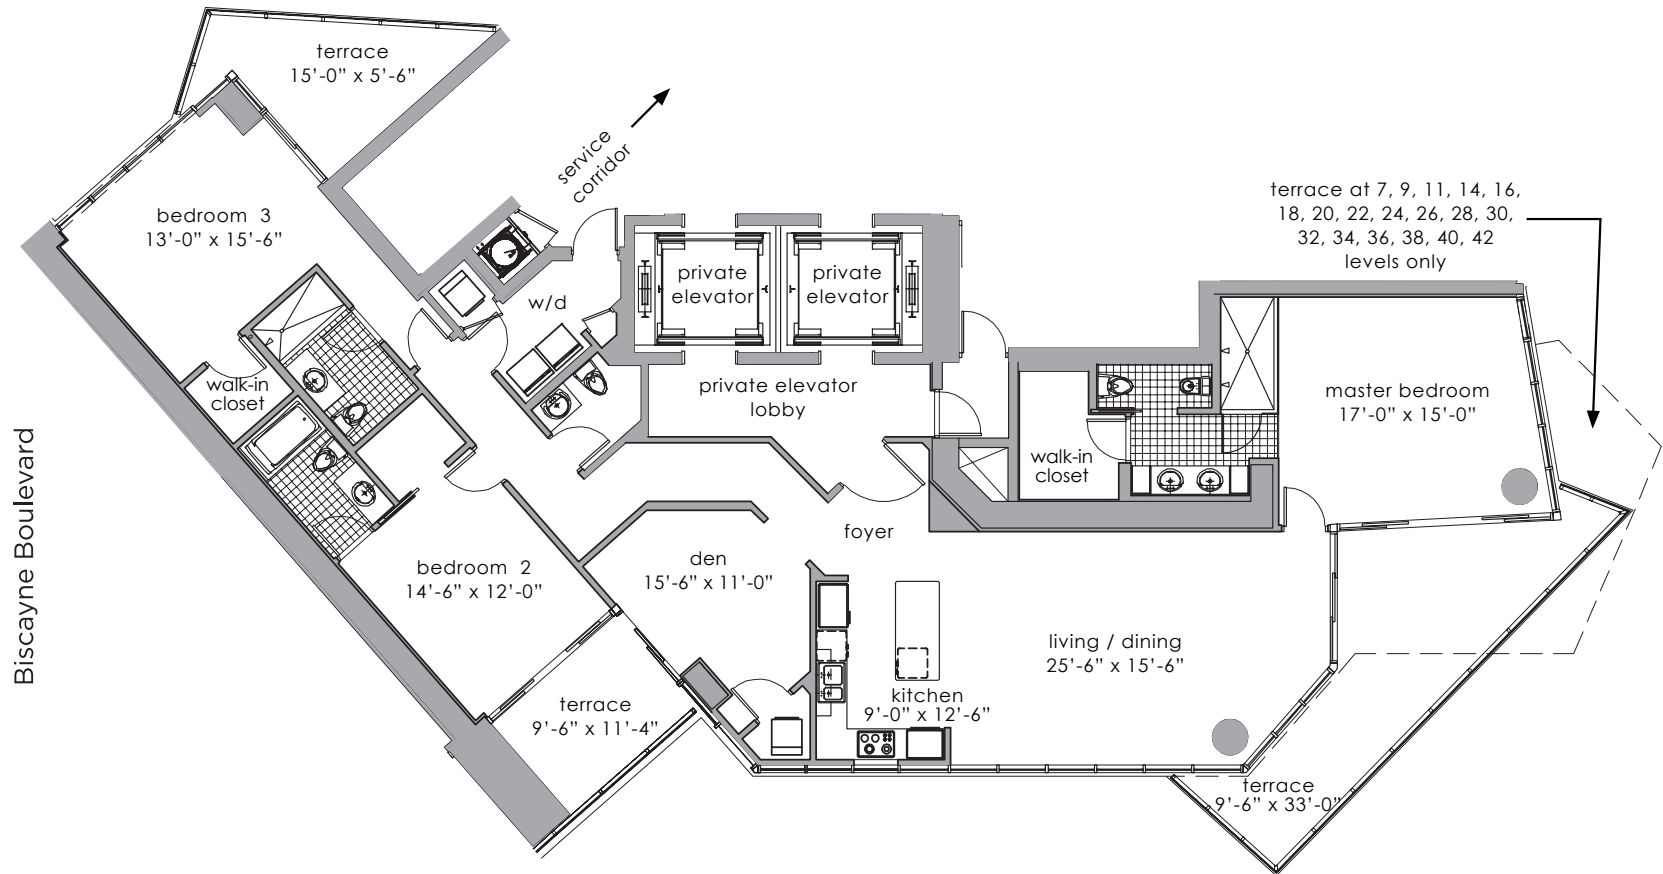 terrace
15'-0” x 5'-6”
service
corridor
terrace at 7, 9, 11, 14, 16,
18, 20, 22, 24, 26, 28, 30,
32, 34, 36, 38, 40, 42
levels only
bedroom 3
13'-0” x 15'-6”
private
elevator
private
elevator
w/d
walk-in
closet
private elevator
lobby
master bedroom
17'-0” x 15'-0”
walk-in
closet
foyer
den
15'-6” x 11'-0”
bedroom 2
14'-6” x 12'-0”
Biscayne Boulevard
living / dining
25'-6” x 15'-6”
kitchen
9'-0” x 12'-6”
terrace
9'-6” x 11'-4”
terrace
9'-6” x 33'-0”